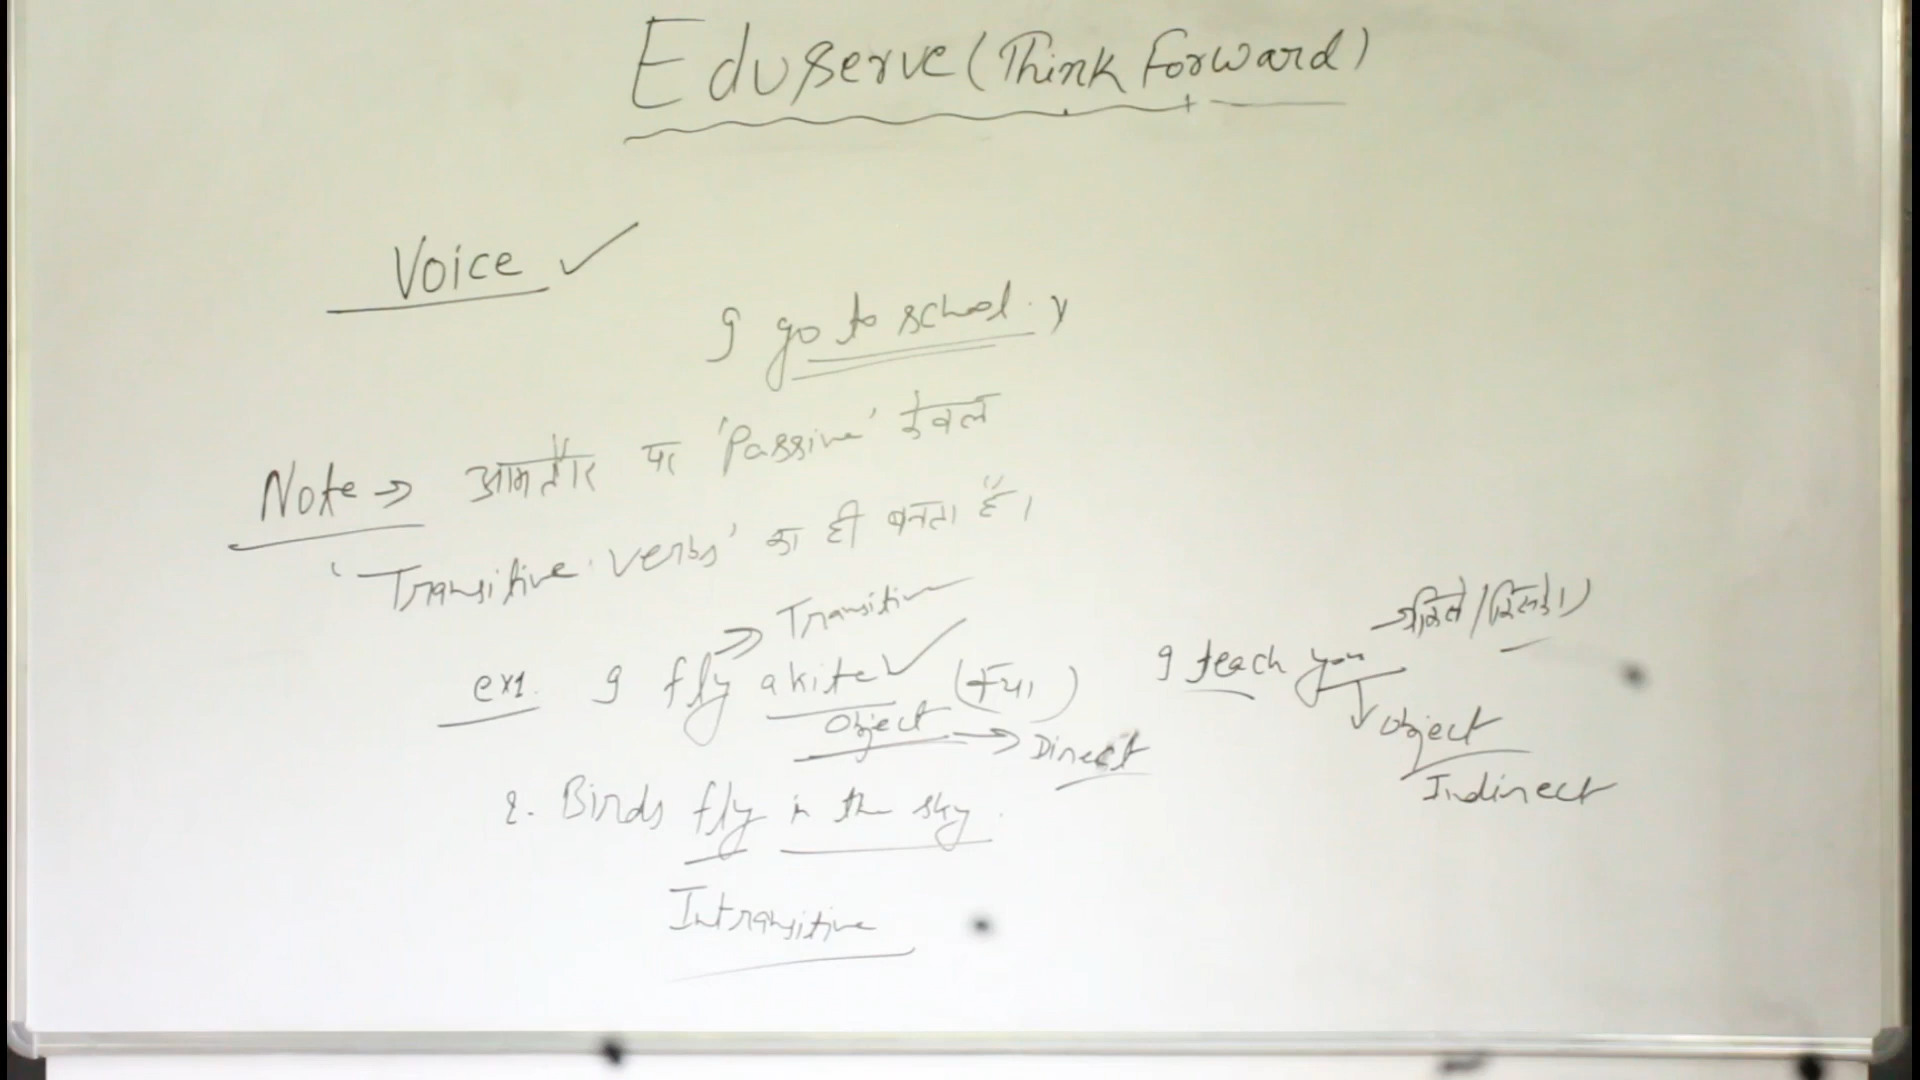 Eduserve (Think Forward)
Voice ✓
I go to school.
Note → आमतौर पर 'Passive' केवल
'Transitive verbs' का ही बनता है।
→ Transitive
ex1. I fly a kite ✓ (क्या)
Object → Direct
I teach you → किसे/किसको)
Object
Indirect
2. Birds fly in the sky.
Intransitive